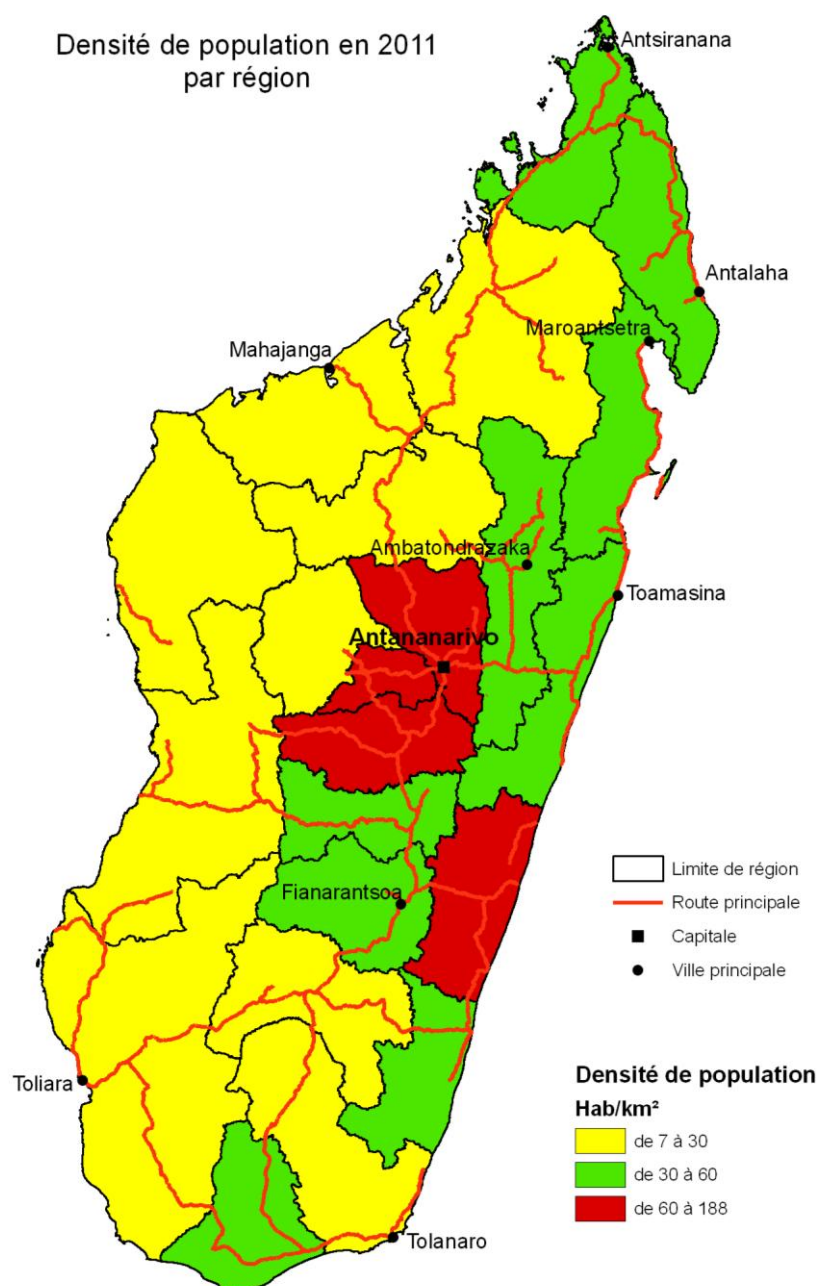 Densité de population en 2011
par région
Antsiranana
Antalaha
Maroantsetra
Mahajanga
Ambatondrazaka
Toamasina
Antananarivo
Fianarantsoa
Toliara
Tolanaro
Limite de région
Route principale
Capitale
Ville principale
Densité de population
Hab/km²
de 7 à 30
de 30 à 60
de 60 à 188